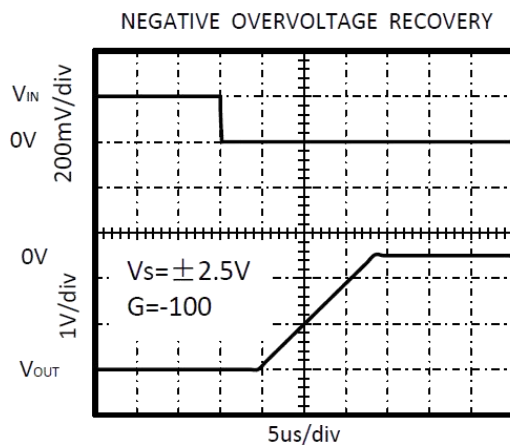 NEGATIVE OVERVOLTAGE RECOVERY
VIN
200mV/div
0V
0V
Vs=±2.5V
1V/div
G=-100
VOUT
5us/div